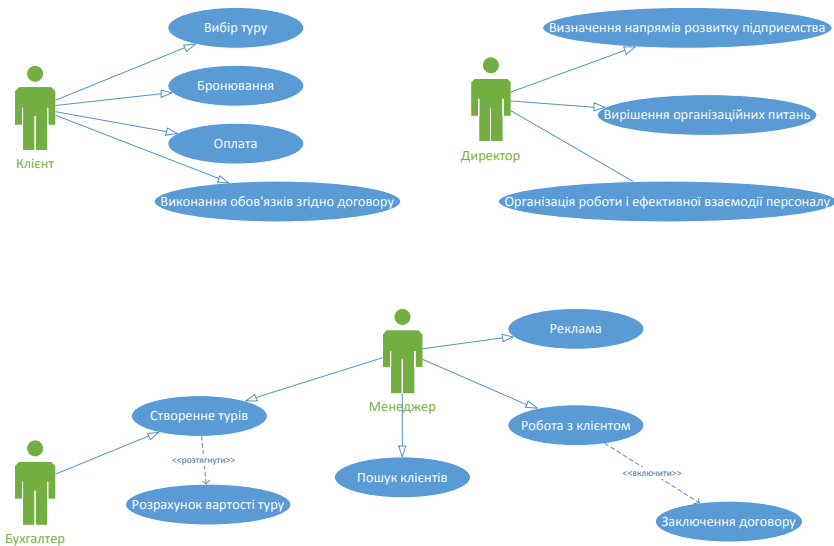 Вибір туру
Бронювання
Оплата
Виконання обов'язків згідно договору
Клієнт
Визначення напрямів розвитку підприємства
Вирішення організаційних питань
Організація роботи і ефективної взаємодії персоналу
Директор
Реклама
Менеджер
Створенне турів
Робота з клієнтом
<<розтягнути>>
<<включити>>
Пошук клієнтів
Розрахунок вартості туру
Заключення договору
Бухгалтер